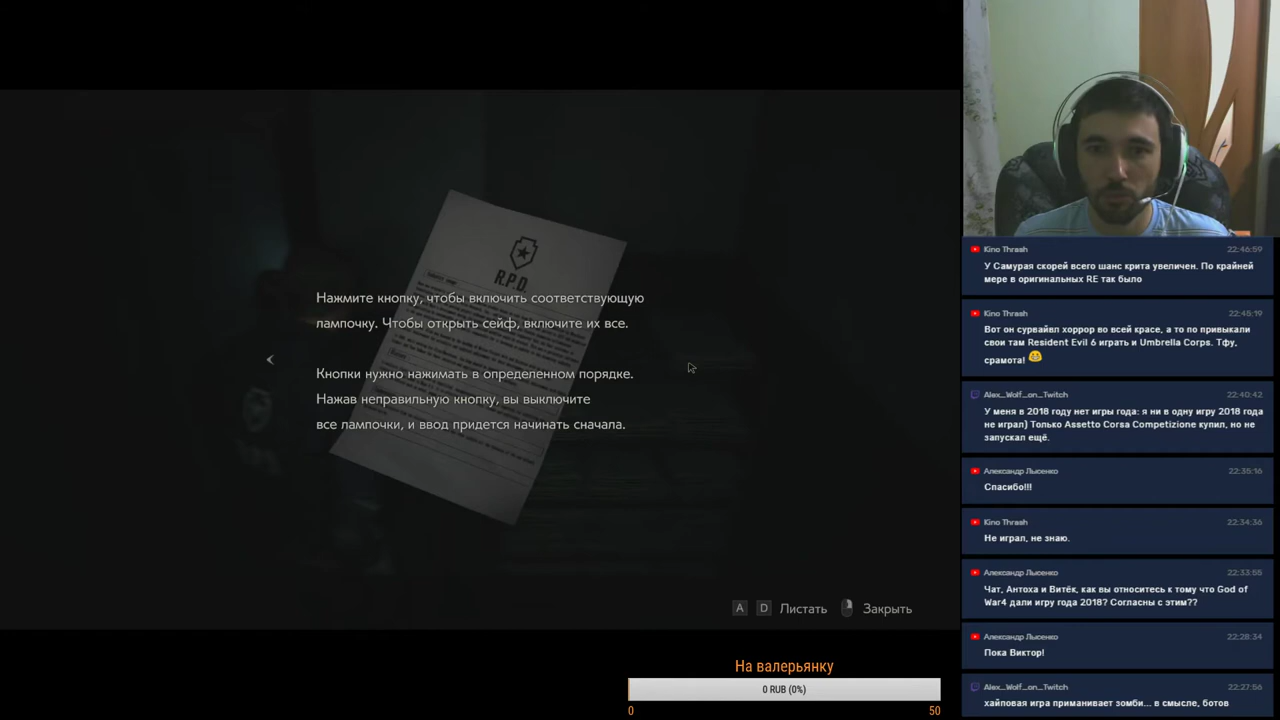 R.P.D.
Нажмите кнопку, чтобы включить соответствующую
лампочку. Чтобы открыть сейф, включите их все.
Кнопки нужно нажимать в определенном порядке.
Нажав неправильную кнопку, вы выключите
все лампочки, и ввод придется начинать сначала.
A D Листать Закрыть
На валерьянку
0 RUB (0%)
0 50
Kino Thrash 22:46:59
У Самурая скорей всего шанс крита увеличен. По крайней
мере в оригинальных RE так было
Kino Thrash 22:45:19
Вот он сурвайвл хоррор во всей красе, а то по привыкали
свои там Resident Evil 6 играть и Umbrella Corps. Тфу,
срамота!
Alex_Wolf_on_Twitch 22:40:42
У меня в 2018 году нет игры года: я ни в одну игру 2018 года
не играл) Только Assetto Corsa Competizione купил, но не
запускал ещё.
Александр Лысенко 22:35:16
Спасибо!!!
Kino Thrash 22:34:36
Не играл, не знаю.
Александр Лысенко 22:33:55
Чат, Антоха и Витёк, как вы относитесь к тому что God of
War4 дали игру года 2018? Согласны с этим??
Александр Лысенко 22:28:34
Пока Виктор!
Alex_Wolf_on_Twitch 22:27:56
хайповая игра приманивает зомби... в смысле, ботов